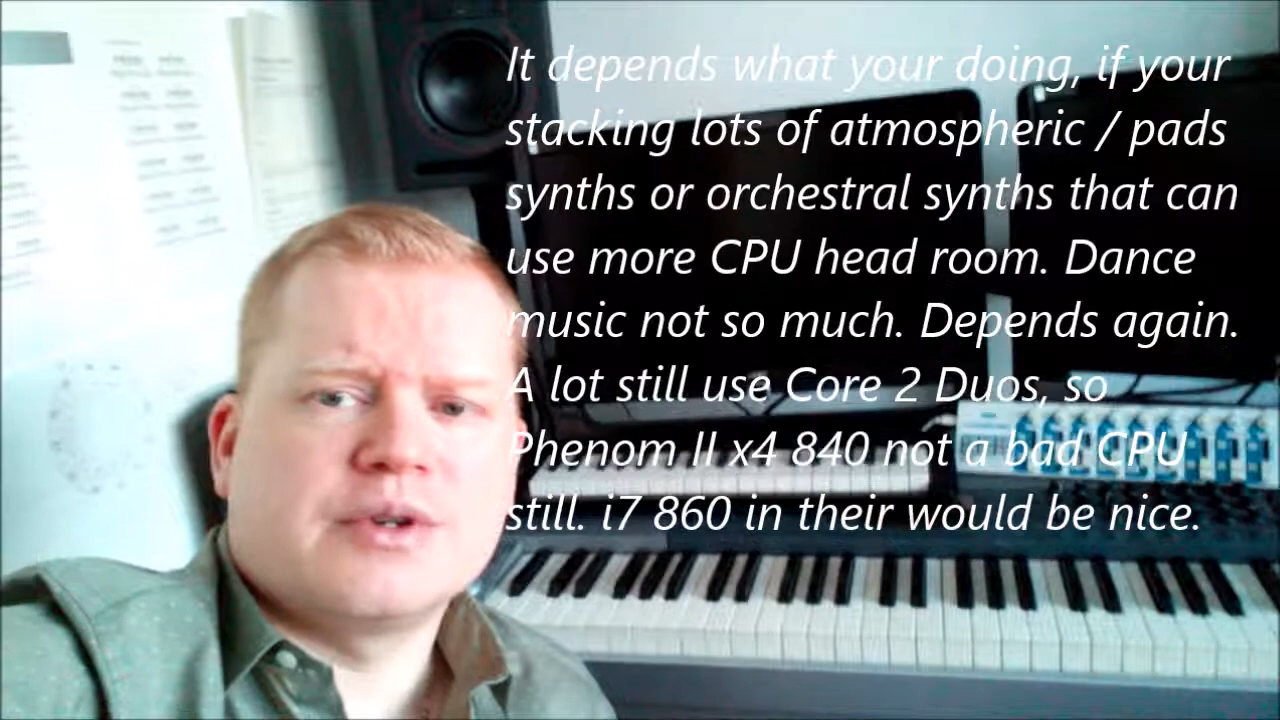 It depends what your doing, if your
stacking lots of atmospheric / pads
synths or orchestral synths that can
use more CPU head room. Dance
music not so much. Depends again.
A lot still use Core 2 Duos, so
Phenom II x4 840 not a bad CPU
still. i7 860 in their would be nice.